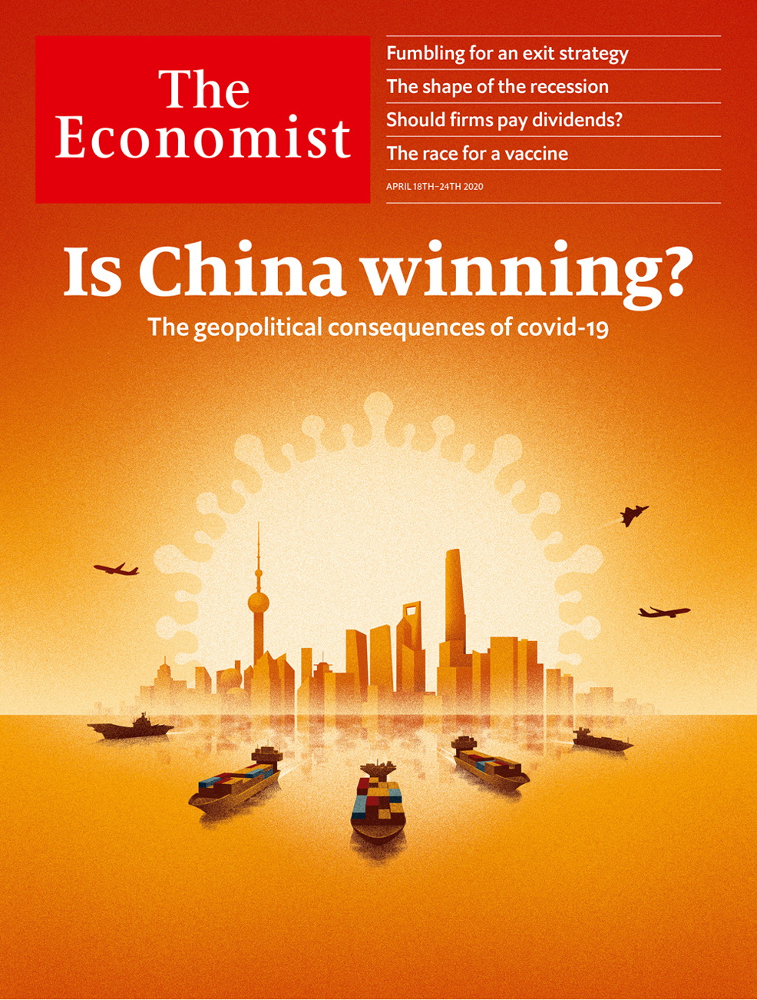 The
Economist
Fumbling for an exit strategy
The shape of the recession
Should firms pay dividends?
The race for a vaccine
APRIL 18TH–24TH 2020
Is China winning?
The geopolitical consequences of covid-19